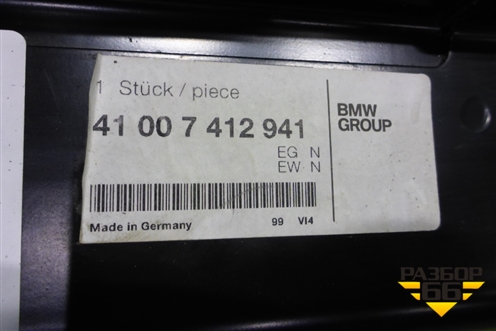 1 Stück / piece
41 00 7 412 941
EG N
EW N
BMW
GROUP
Made in Germany
99 VI4
РАЗБОР
66